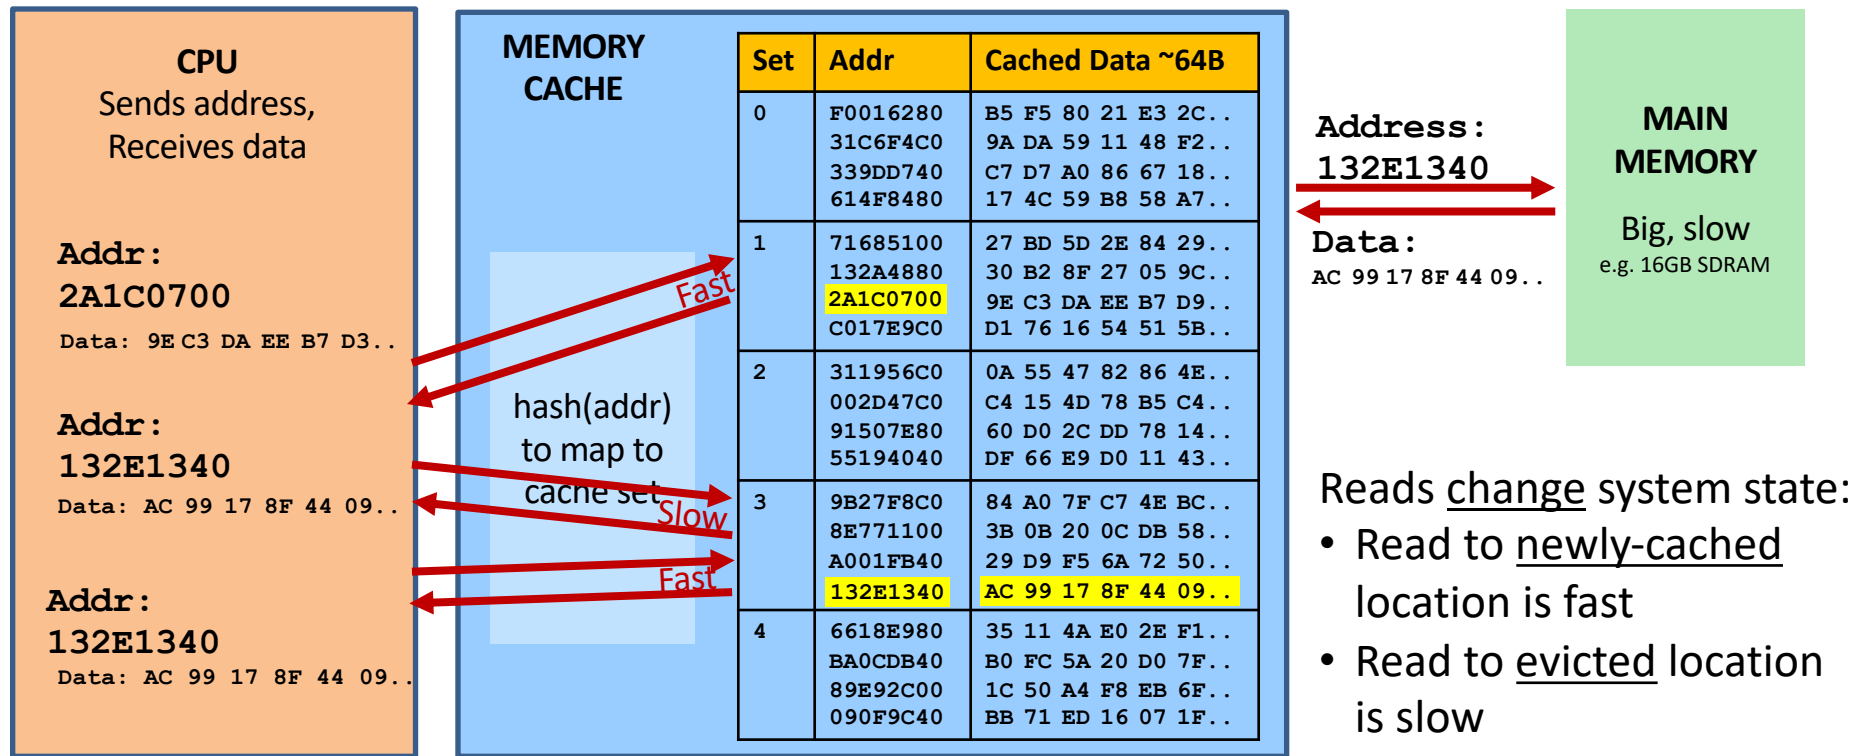 CPU
Sends address,
Receives data
Addr:
2A1C0700
Data: 9E C3 DA EE B7 D3..
Addr:
132E1340
Data: AC 99 17 8F 44 09..
Addr:
132E1340
Data: AC 99 17 8F 44 09..
MEMORY
CACHE
hash(addr)
to map to
cache set
Fast
Slow
Fast
Set Addr Cached Data ~64B
0 F0016280 B5 F5 80 21 E3 2C..
31C6F4C0 9A DA 59 11 48 F2..
339DD740 C7 D7 A0 86 67 18..
614F8480 17 4C 59 B8 58 A7..
1 71685100 27 BD 5D 2E 84 29..
132A4880 30 B2 8F 27 05 9C..
2A1C0700 9E C3 DA EE B7 D9..
C017E9C0 D1 76 16 54 51 5B..
2 311956C0 0A 55 47 82 86 4E..
002D47C0 C4 15 4D 78 B5 C4..
91507E80 60 D0 2C DD 78 14..
55194040 DF 66 E9 D0 11 43..
3 9B27F8C0 84 A0 7F C7 4E BC..
8E771100 3B 0B 20 0C DB 58..
A001FB40 29 D9 F5 6A 72 50..
132E1340 AC 99 17 8F 44 09..
4 6618E980 35 11 4A E0 2E F1..
BA0CDB40 B0 FC 5A 20 D0 7F..
89E92C00 1C 50 A4 F8 EB 6F..
090F9C40 BB 71 ED 16 07 1F..
Address:
132E1340
Data:
AC 99 17 8F 44 09..
MAIN
MEMORY
Big, slow
e.g. 16GB SDRAM
Reads change system state:
• Read to newly-cached
location is fast
• Read to evicted location
is slow